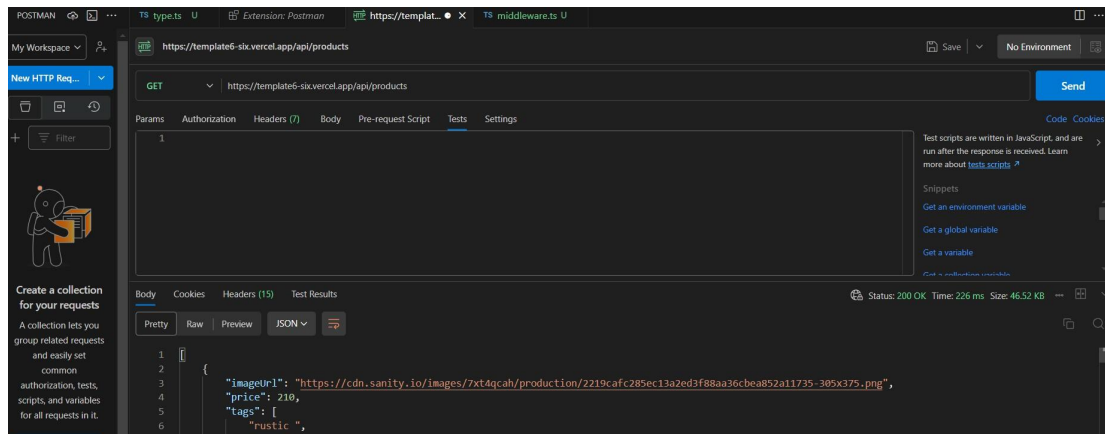 POSTMAN
TS type.ts U
Extension: Postman
HTTP https://templat...
TS middleware.ts U
My Workspace
HTTP https://template6-six.vercel.app/api/products
Save
No Environment
New HTTP Req...
GET
https://template6-six.vercel.app/api/products
Send
Params Authorization Headers (7) Body Pre-request Script Tests Settings
Code Cookies
Filter
1
Test scripts are written in JavaScript, and are
run after the response is received. Learn
more about tests scripts
Snippets
Get an environment variable
Get a global variable
Get a variable
Get a collection variable
Create a collection
for your requests
A collection lets you
group related requests
and easily set
common
authorization, tests,
scripts, and variables
for all requests in it.
Body Cookies Headers (15) Test Results
Status: 200 OK Time: 226 ms Size: 46.52 KB
Pretty Raw Preview JSON
1 [
2 {
3 "imageUrl": "https://cdn.sanity.io/images/7xt4qcah/production/2219cafc285ec13a2ed3f88aa36cbea852a11735-305x375.png",
4 "price": 210,
5 "tags": [
6 "rustic ",